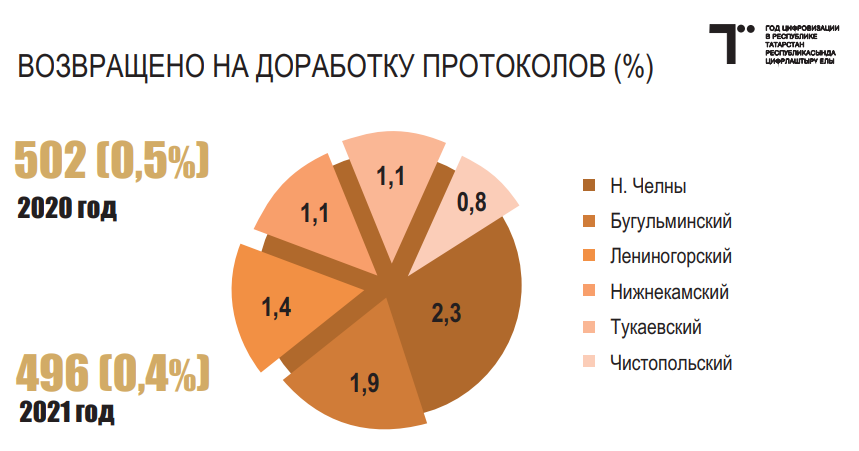 ГОД ЦИФРОВИЗАЦИИ
В РЕСПУБЛИКЕ
ТАТАРСТАН
РЕСПУБЛИКАСЫНДА
ЦИФРЛАШТЫРУ ЕЛЫ
ВОЗВРАЩЕНО НА ДОРАБОТКУ ПРОТОКОЛОВ (%)
502 (0,5%)
2020 год
496 (0,4%)
2021 год
1,1
0,8
1,1
1,4
2,3
1,9
Н. Челны
Бугульминский
Лениногорский
Нижнекамский
Тукаевский
Чистопольский